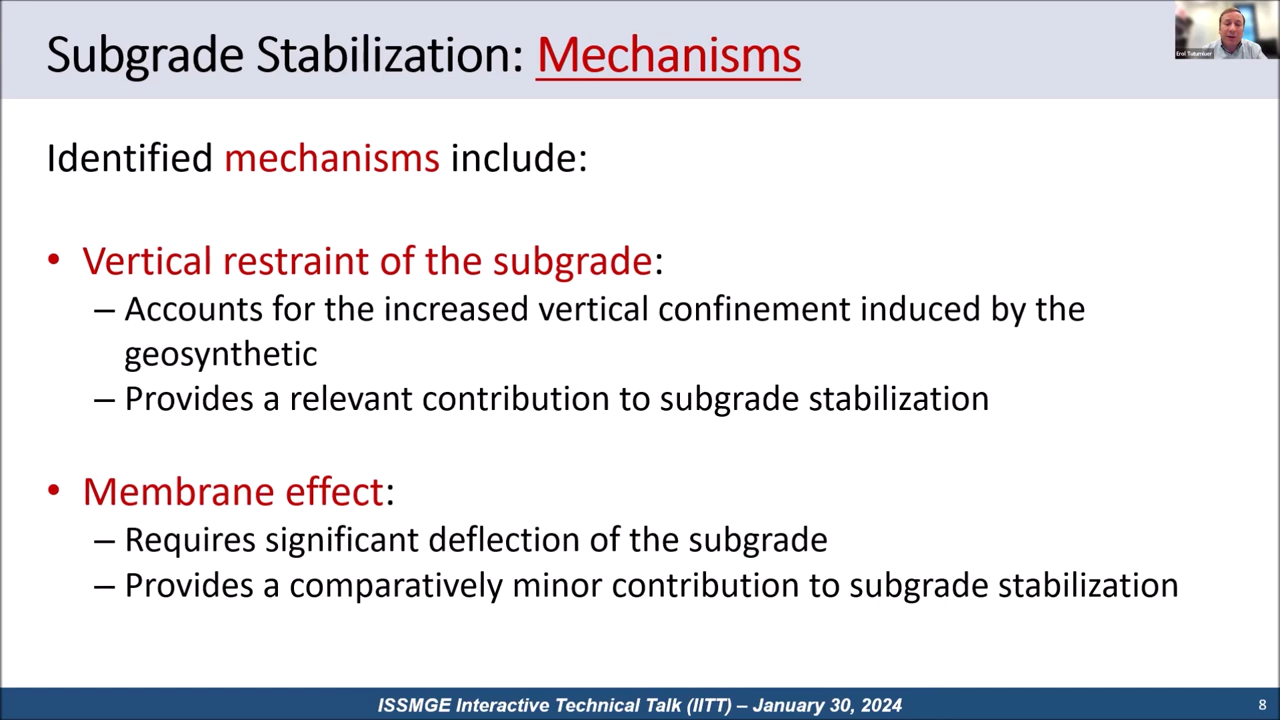 Subgrade Stabilization: Mechanisms
Erol Tutumluer
Identified mechanisms include:
• Vertical restraint of the subgrade:
– Accounts for the increased vertical confinement induced by the
geosynthetic
– Provides a relevant contribution to subgrade stabilization
• Membrane effect:
– Requires significant deflection of the subgrade
– Provides a comparatively minor contribution to subgrade stabilization
ISSMGE Interactive Technical Talk (IITT) – January 30, 2024
8